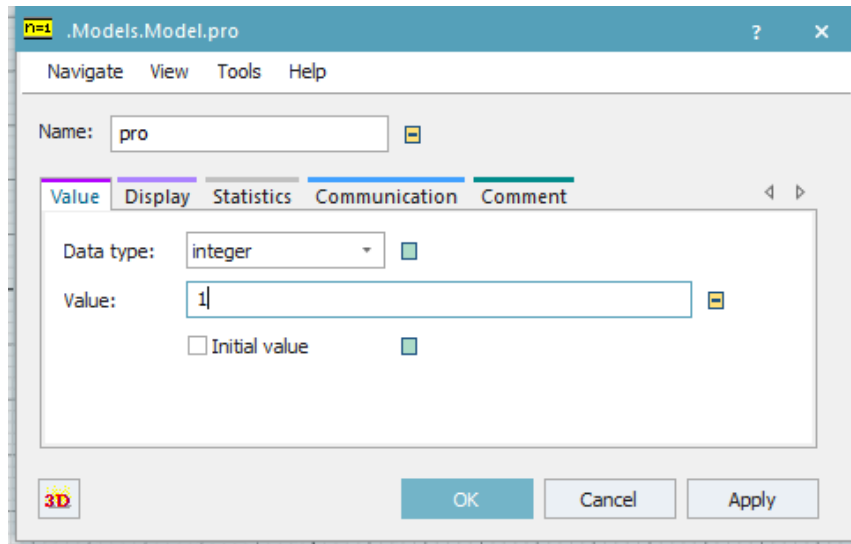 n=1 .Models.Model.pro ? ×
Navigate View Tools Help
Name: pro
Value Display Statistics Communication Comment
Data type: integer
Value: 1
Initial value
3D OK Cancel Apply